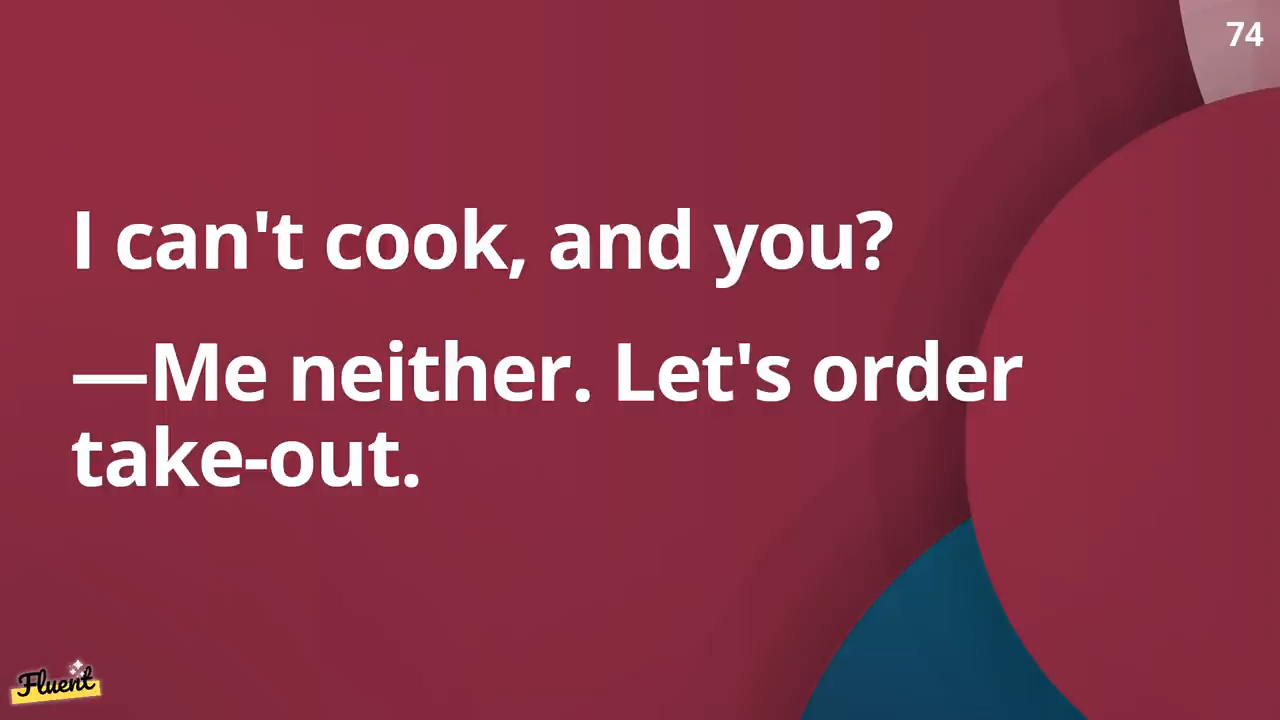 74
I can't cook, and you?
—Me neither. Let's order
take-out.
Fluent